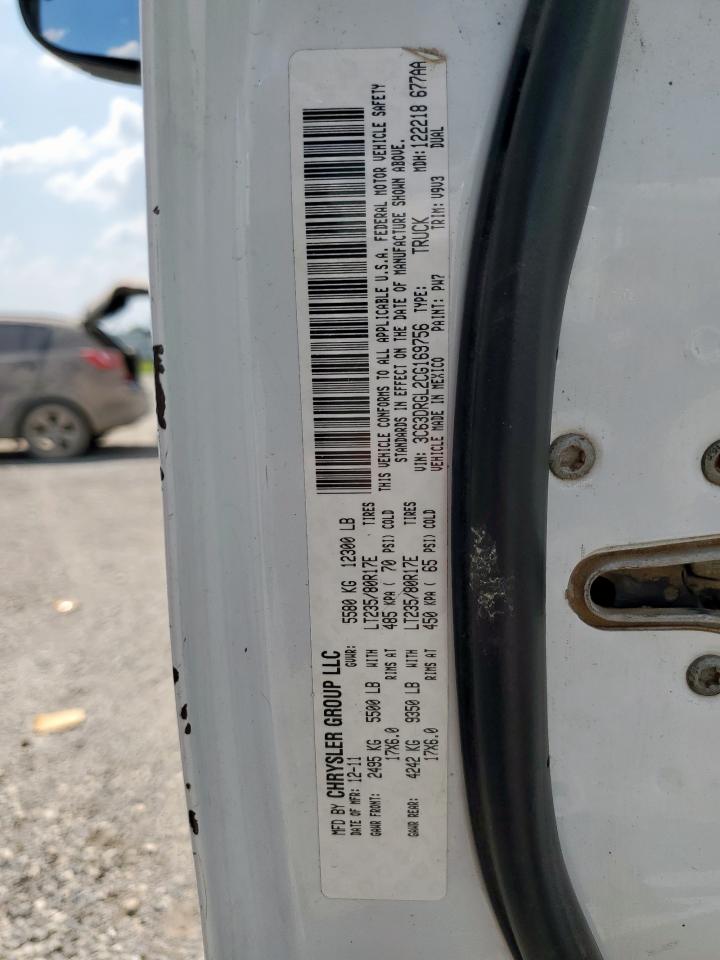 MFD BY CHRYSLER GROUP LLC
DATE OF MFR: 12-11 GVWR: 5580 KG 12300 LB
GAWR FRONT: 2495 KG 5500 LB WITH LT235/80R17E TIRES
17X6.0 RIMS AT 485 KPA ( 70 PSI) COLD
GAWR REAR: 4242 KG 9350 LB WITH LT235/80R17E TIRES
17X6.0 RIMS AT 450 KPA ( 65 PSI) COLD
THIS VEHICLE CONFORMS TO ALL APPLICABLE U.S.A. FEDERAL MOTOR VEHICLE SAFETY
STANDARDS IN EFFECT ON THE DATE OF MANUFACTURE SHOWN ABOVE.
VIN: 3C63DRGL2CG169756 TYPE: TRUCK MDH: 122218 677AA
VEHICLE MADE IN MEXICO PAINT: PW7 TRIM: V9V3 DUAL